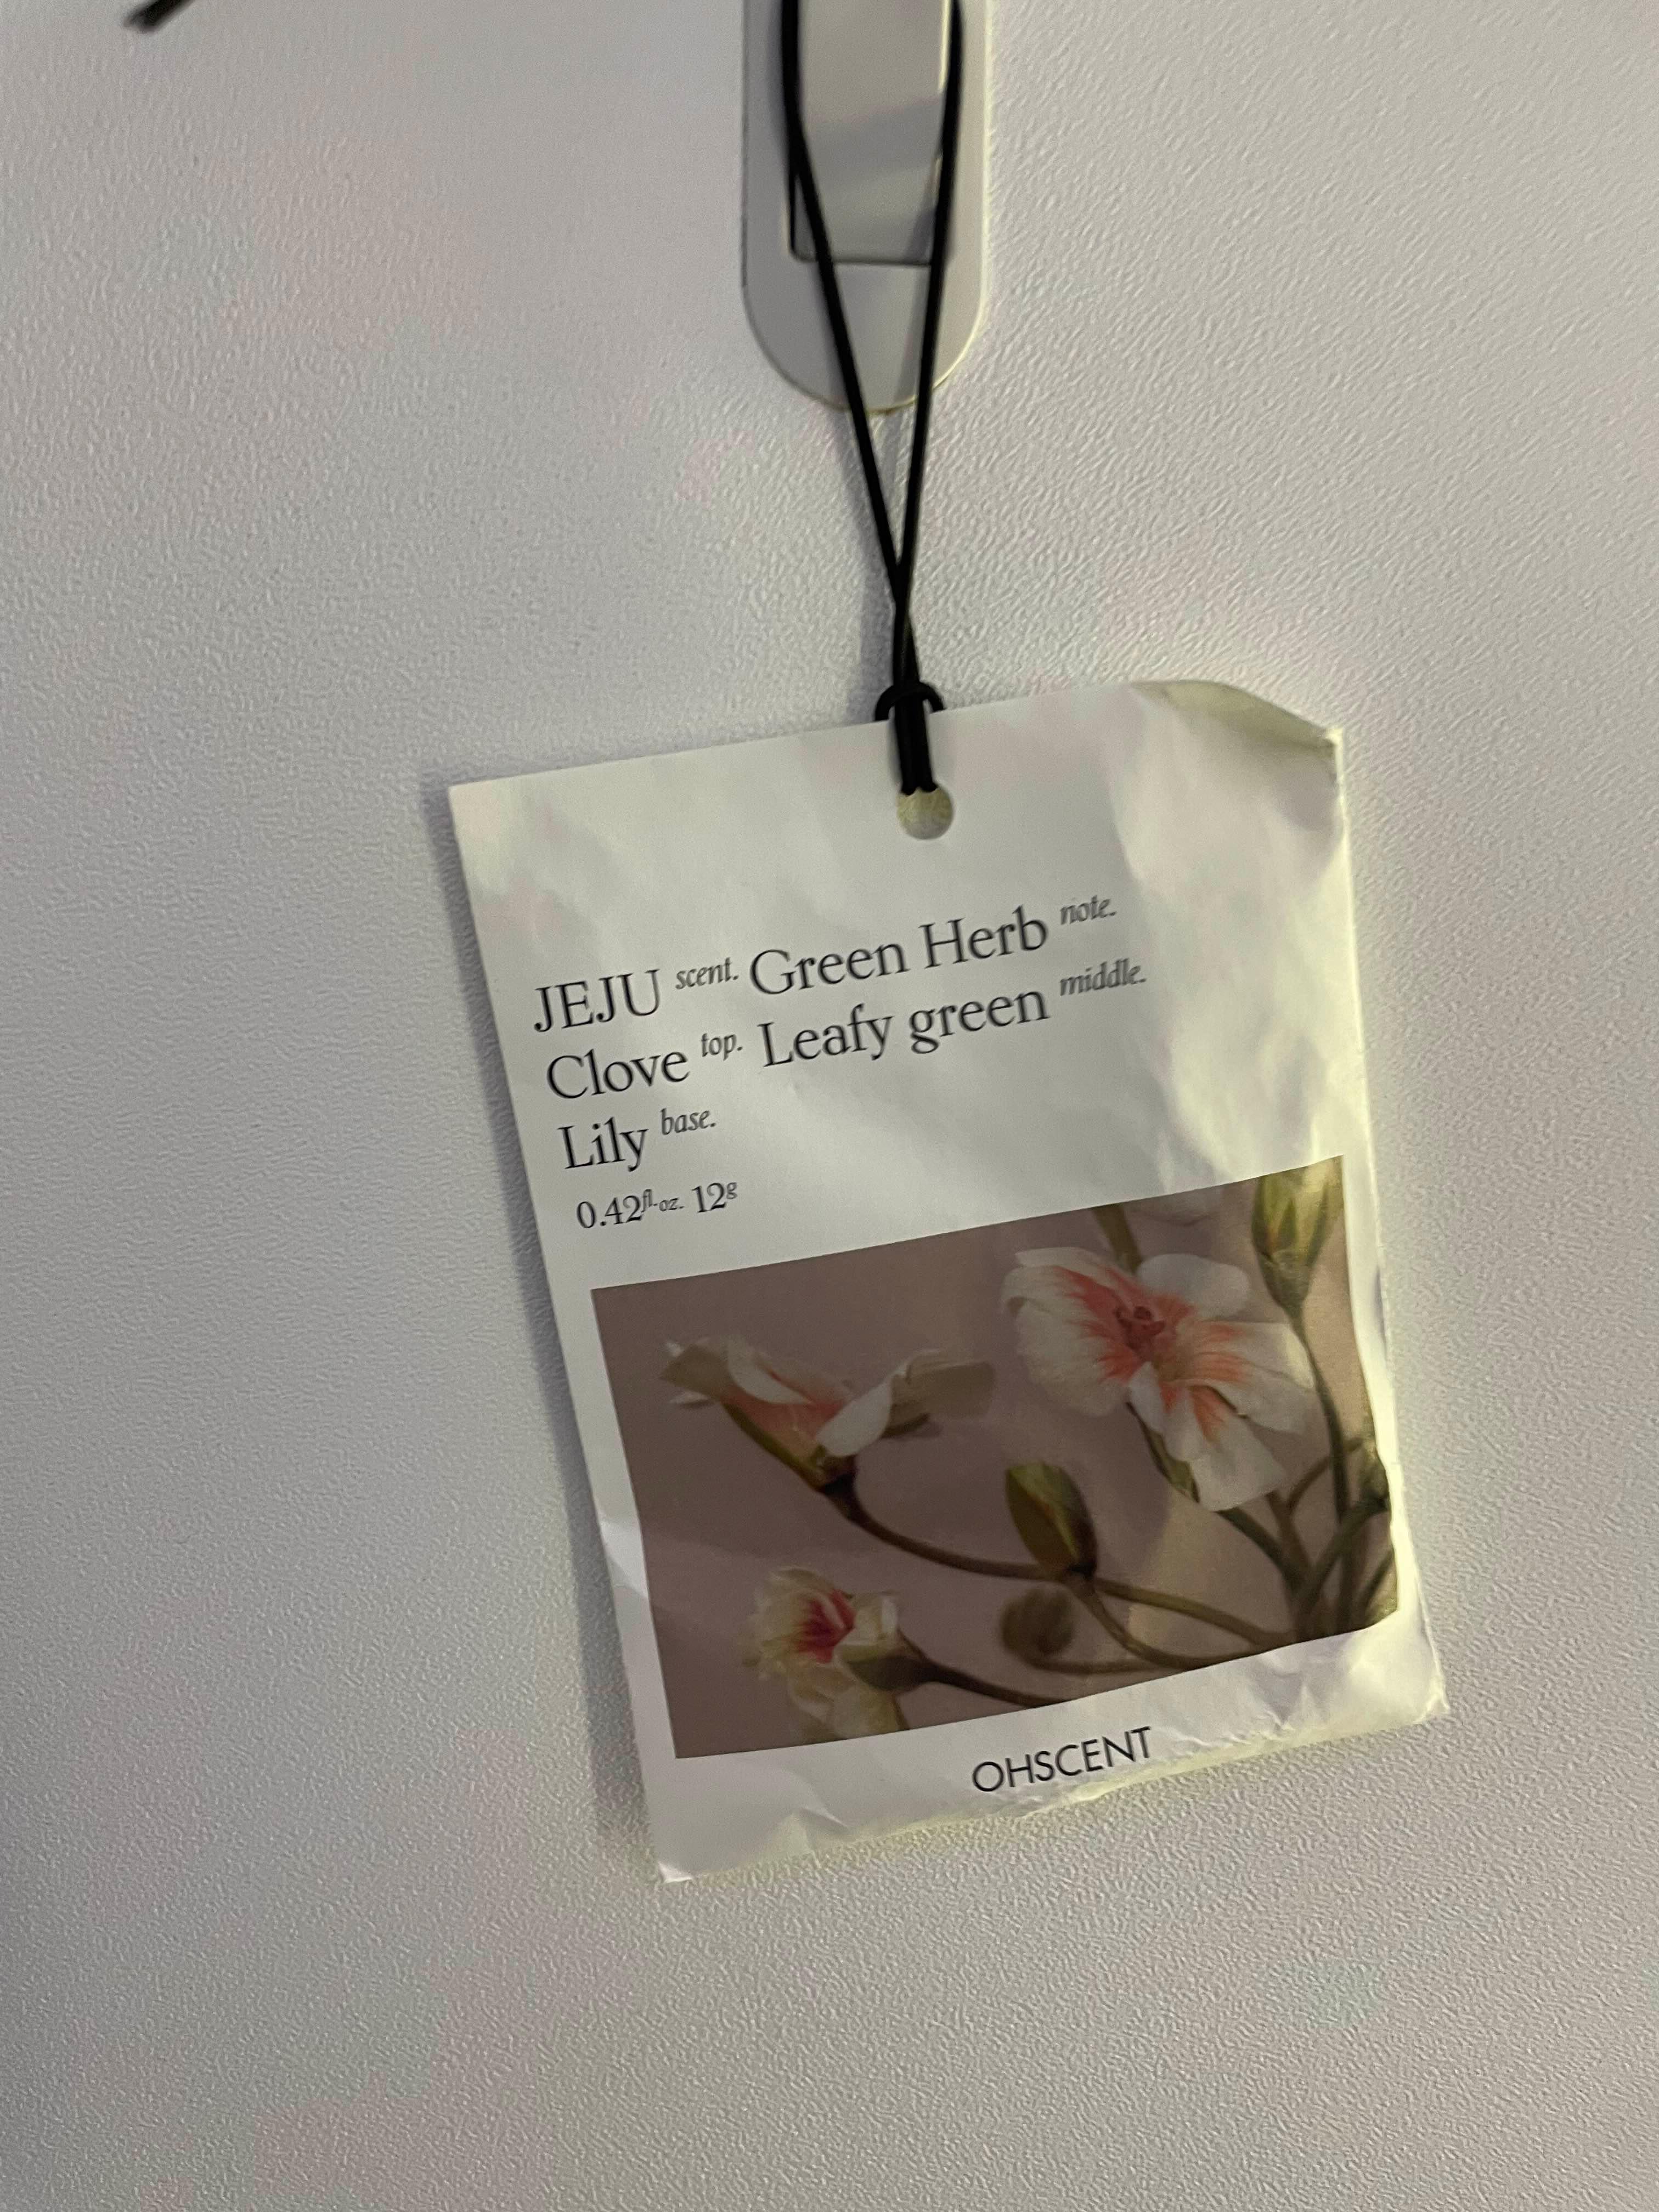 JEJU scent. Green Herb note.
Clove top. Leafy green middle.
Lily base.
0.42fl.oz. 12g
OHSCENT